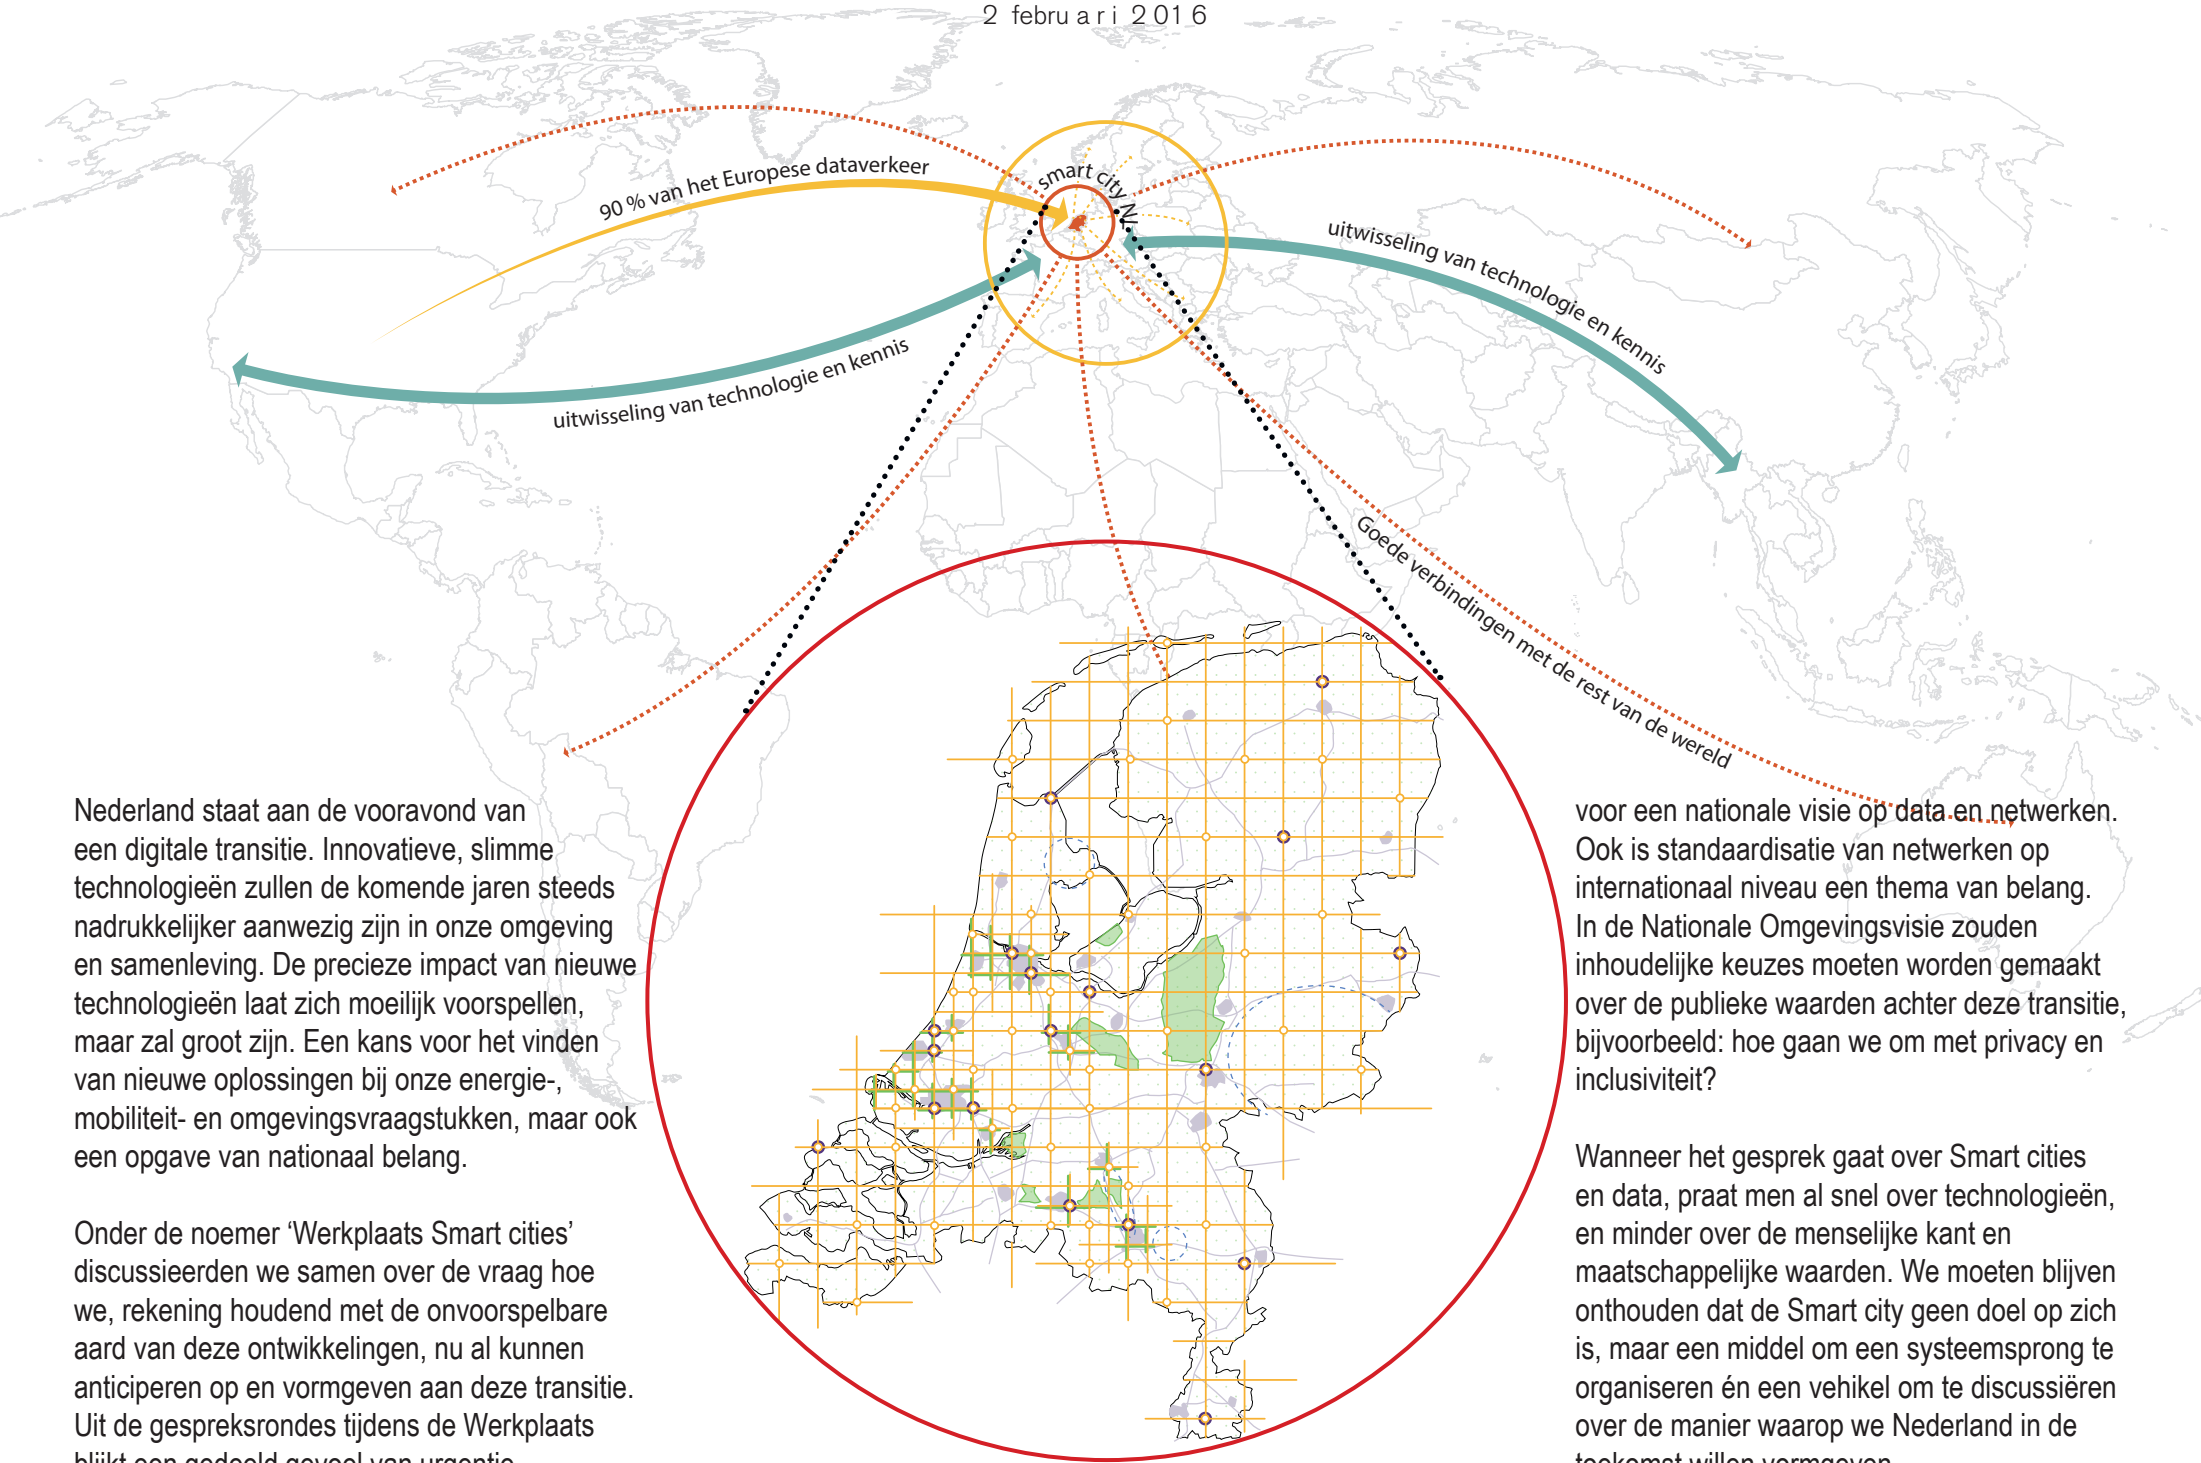 2 februari 2016
90 % van het Europese dataverkeer
smart city NL
uitwisseling van technologie en kennis
uitwisseling van technologie en kennis
Goede verbindingen met de rest van de wereld
Nederland staat aan de vooravond van
een digitale transitie. Innovatieve, slimme
technologieën zullen de komende jaren steeds
nadrukkelijker aanwezig zijn in onze omgeving
en samenleving. De precieze impact van nieuwe
technologieën laat zich moeilijk voorspellen,
maar zal groot zijn. Een kans voor het vinden
van nieuwe oplossingen bij onze energie-,
mobiliteit- en omgevingsvraagstukken, maar ook
een opgave van nationaal belang.
Onder de noemer ‘Werkplaats Smart cities’
discussieerden we samen over de vraag hoe
we, rekening houdend met de onvoorspelbare
aard van deze ontwikkelingen, nu al kunnen
anticiperen op en vormgeven aan deze transitie.
Uit de gespreksrondes tijdens de Werkplaats
blijkt een gedeeld gevoel van urgentie
voor een nationale visie op data en netwerken.
Ook is standaardisatie van netwerken op
internationaal niveau een thema van belang.
In de Nationale Omgevingsvisie zouden
inhoudelijke keuzes moeten worden gemaakt
over de publieke waarden achter deze transitie,
bijvoorbeeld: hoe gaan we om met privacy en
inclusiviteit?
Wanneer het gesprek gaat over Smart cities
en data, praat men al snel over technologieën,
en minder over de menselijke kant en
maatschappelijke waarden. We moeten blijven
onthouden dat de Smart city geen doel op zich
is, maar een middel om een systeemsprong te
organiseren én een vehikel om te discussiëren
over de manier waarop we Nederland in de
toekomst willen vormgeven